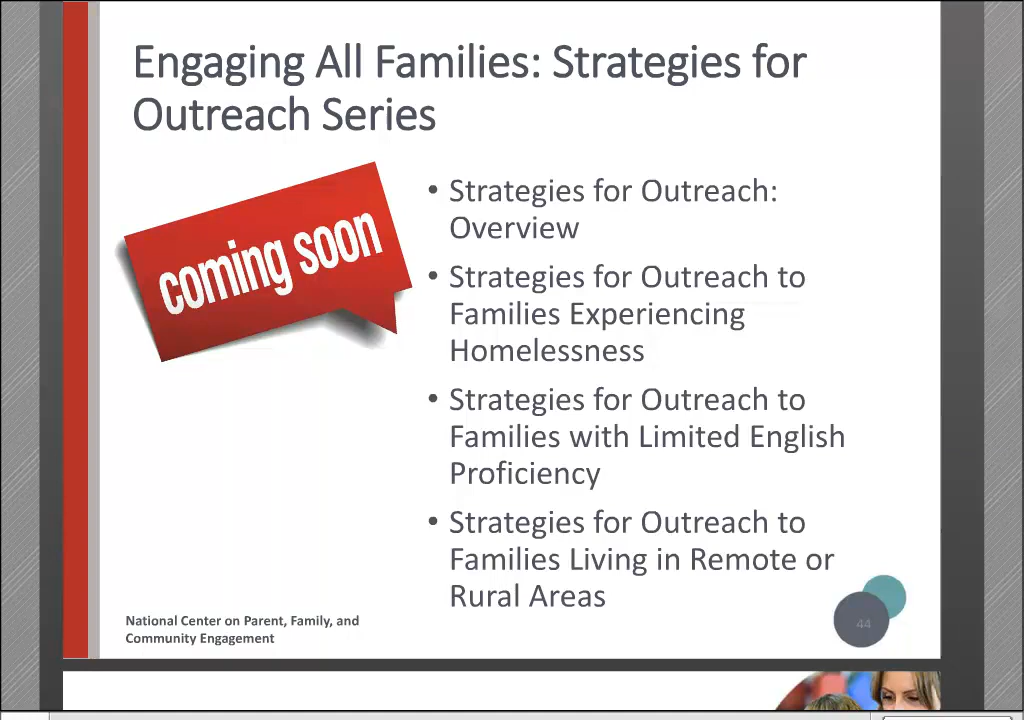 Engaging All Families: Strategies for
Outreach Series
coming soon
• Strategies for Outreach:
Overview
• Strategies for Outreach to
Families Experiencing
Homelessness
• Strategies for Outreach to
Families with Limited English
Proficiency
• Strategies for Outreach to
Families Living in Remote or
Rural Areas
National Center on Parent, Family, and
Community Engagement
44